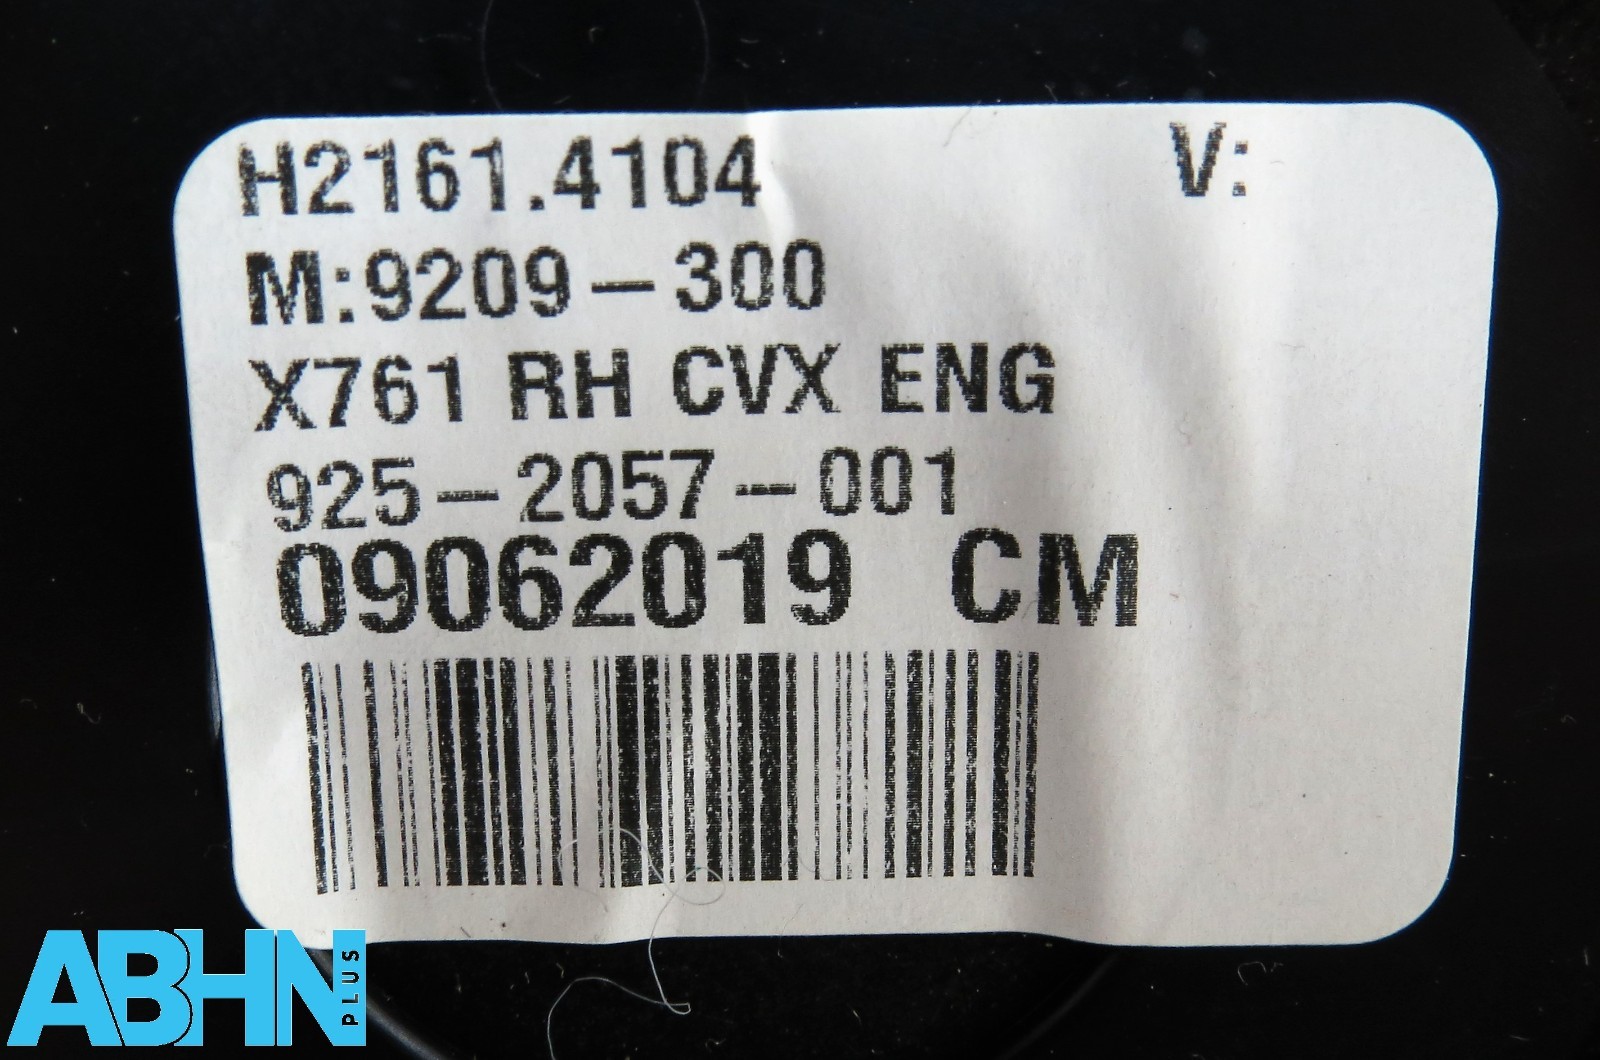 H2161.4104 V:
M:9209-300
X761 RH CVX ENG
925-2057-001
09062019 CM
ABHN PLUS